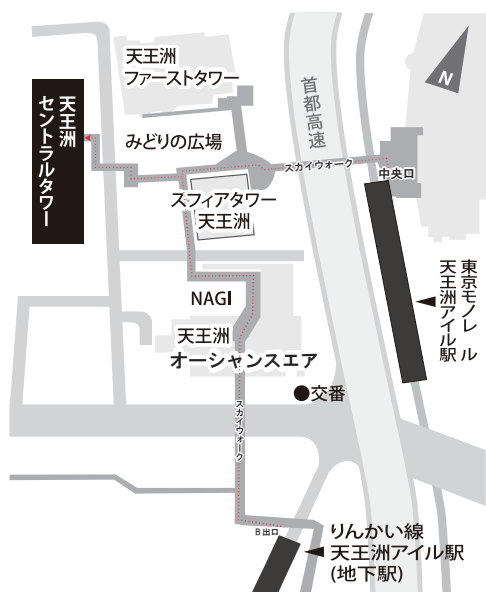 天王洲
ファーストタワー
首都高速
N
天王洲
セントラルタワー
みどりの広場
スカイウォーク
中央口
スフィアタワー
天王洲
東京モノレール
天王洲アイル駅
NAGI
天王洲
オーシャンスエア
●交番
スカイウォーク
B出口
りんかい線
天王洲アイル駅
(地下駅)